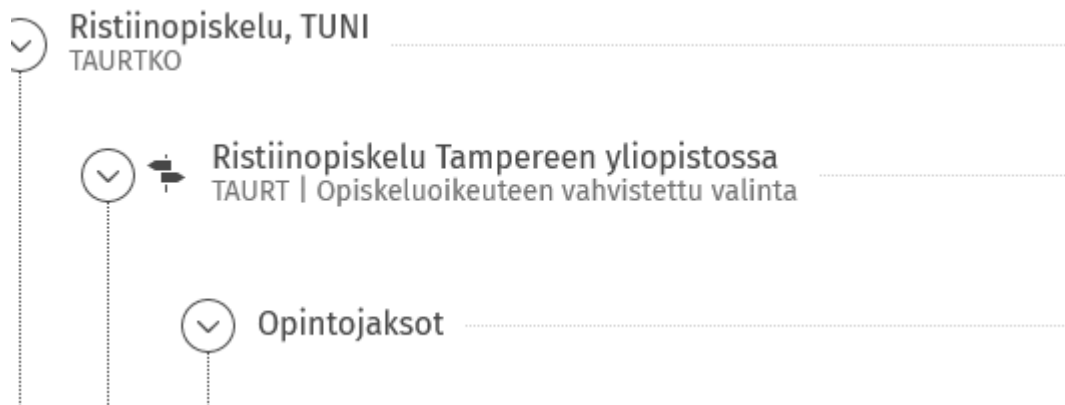 Ristiinopiskelu, TUNI
TAURTKO
Ristiinopiskelu Tampereen yliopistossa
TAURT | Opiskeluoikeuteen vahvistettu valinta
Opintojaksot